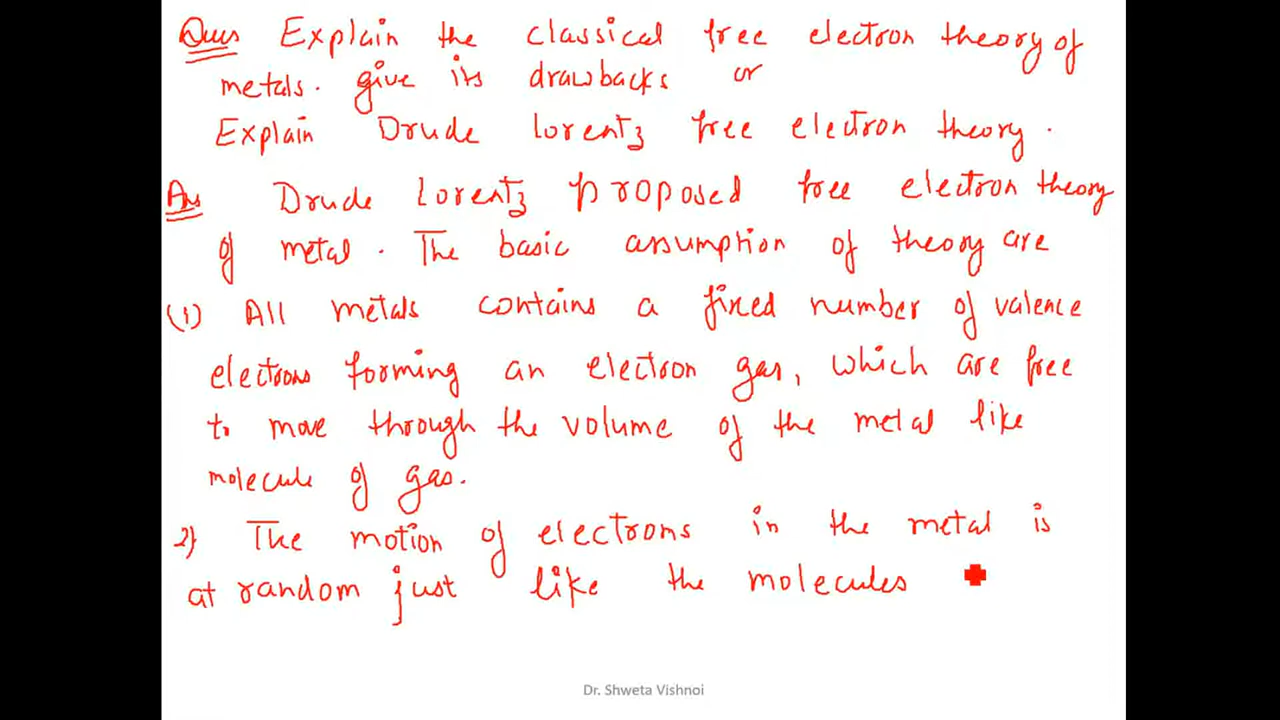 Ques Explain the classical free electron theory of
metals. give its drawbacks or
Explain Drude lorentz free electron theory.
Ans Drude Lorentz proposed free electron theory
of metal. The basic assumption of theory are
(1) All metals contains a fixed number of valence
electrons forming an electron gas, which are free
to move through the volume of the metal like
molecule of gas.
2) The motion of electrons in the metal is
at random just like the molecules
Dr. Shweta Vishnoi